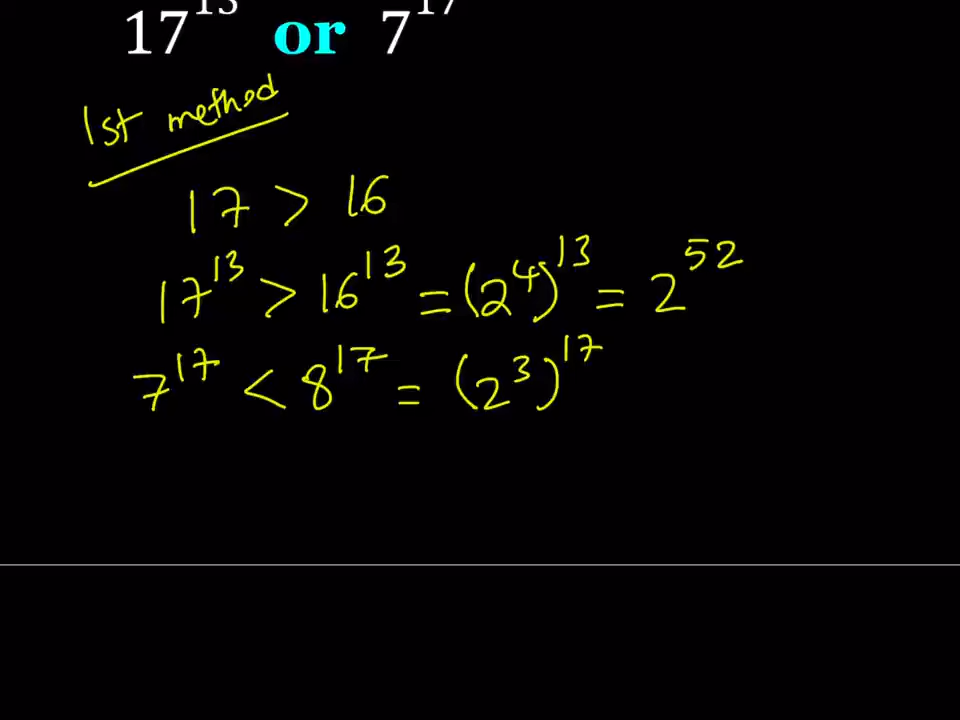 17^13 or 7^17
1st method
17 > 16
17^13 > 16^13 = (2^4)^13 = 2^52
7^17 < 8^17 = (2^3)^17